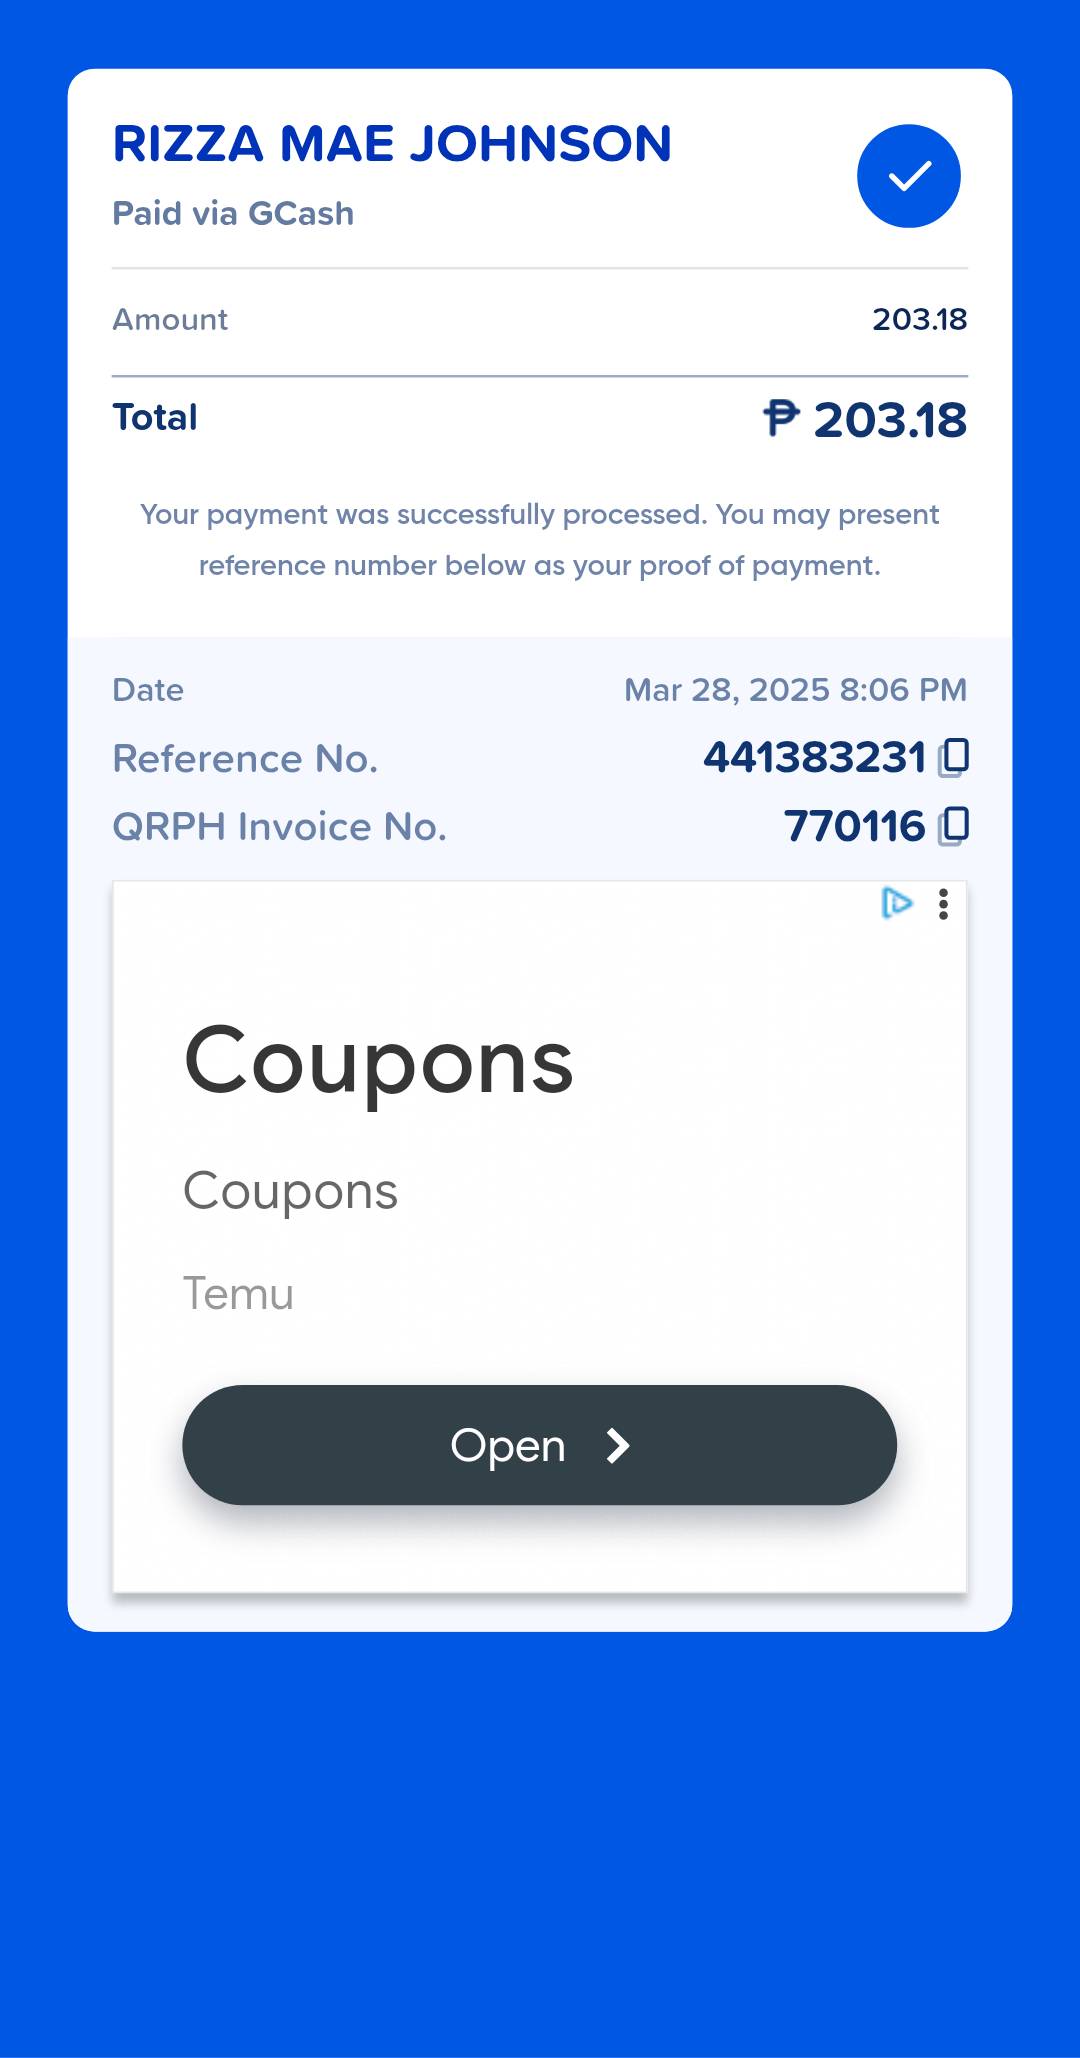 RIZZA MAE JOHNSON
Paid via GCash
Amount 203.18
Total ₱ 203.18
Your payment was successfully processed. You may present
reference number below as your proof of payment.
Date Mar 28, 2025 8:06 PM
Reference No. 441383231
QRPH Invoice No. 770116
Coupons
Coupons
Temu
Open